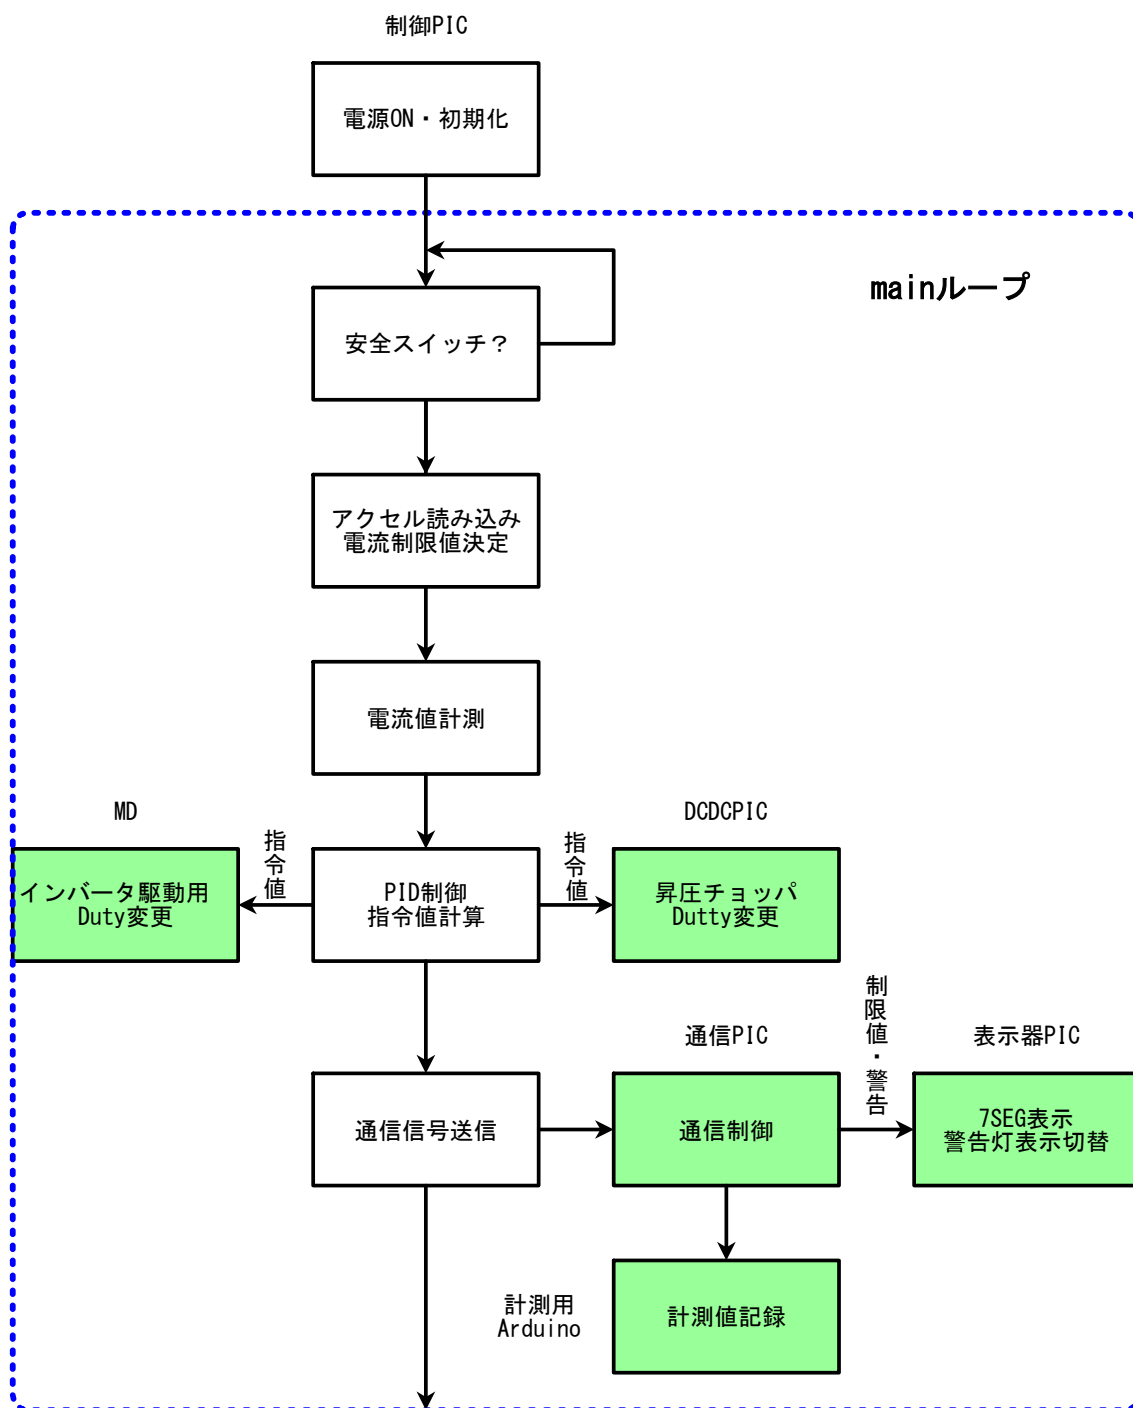 制御PIC
電源ON・初期化
mainループ
安全スイッチ？
アクセル読み込み
電流制限値決定
電流値計測
MD
DCDCPIC
インバータ駆動用
Duty変更
指令値
PID制御
指令値計算
指令値
昇圧チョッパ
Dutty変更
通信PIC
制限値・警告
表示器PIC
通信信号送信
通信制御
7SEG表示
警告灯表示切替
計測用
Arduino
計測値記録